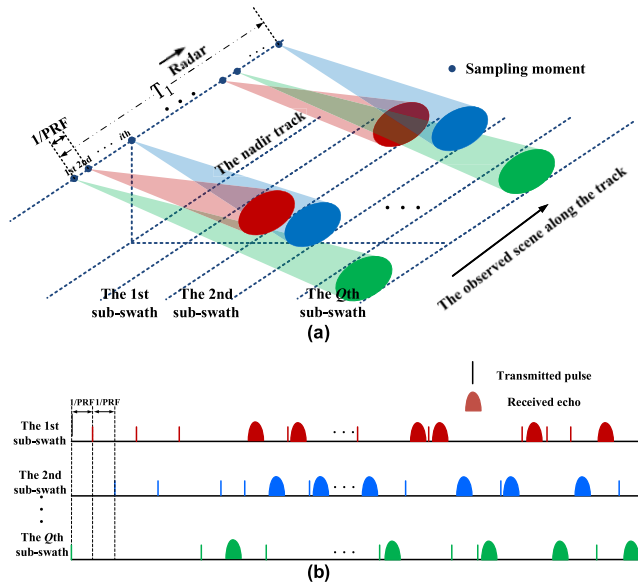 Radar
T1
1/PRF
1st 2nd · · · ith
Sampling moment
The nadir track
The observed scene along the track
The 1st
sub-swath
The 2nd
sub-swath
The Qth
sub-swath
(a)
Transmitted pulse
Received echo
1/PRF 1/PRF
The 1st
sub-swath
The 2nd
sub-swath
The Qth
sub-swath
(b)